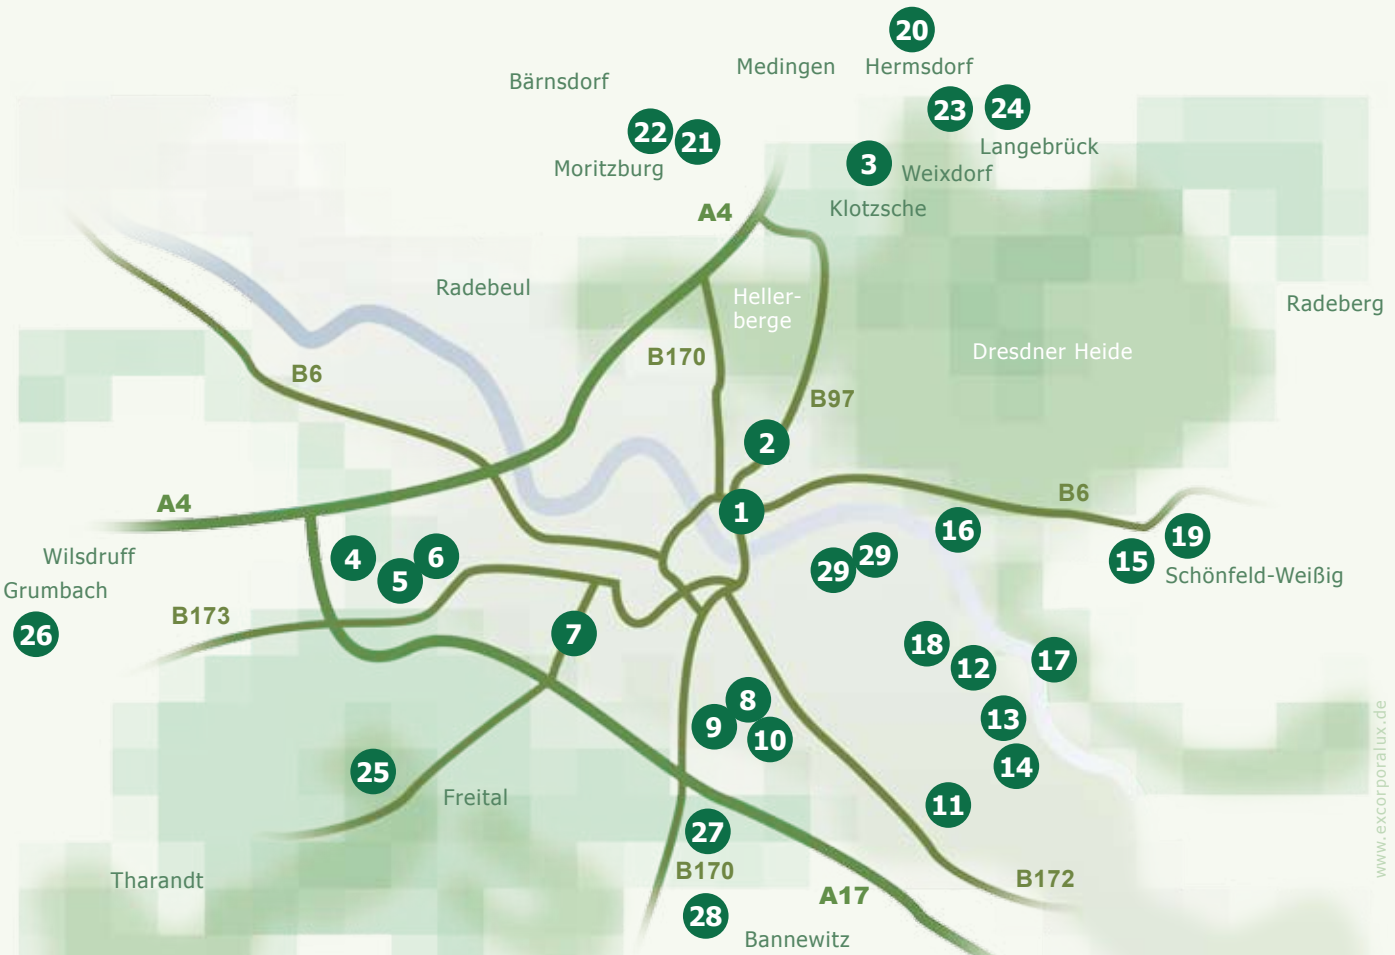 20
Medingen
Hermsdorf
Bärnsdorf
23
24
22
21
Langebrück
3
Moritzburg
Weixdorf
A4
Klotzsche
Radebeul
Heller-
berge
Radeberg
B170
Dresdner Heide
B6
B97
2
A4
B6
1
16
19
Wilsdruff
4
5
6
29
29
15
Schönfeld-Weißig
Grumbach
B173
26
7
18
12
17
8
9
10
13
14
25
Freital
11
27
B170
B172
Tharandt
A17
28
Bannewitz
www.excorporalux.de